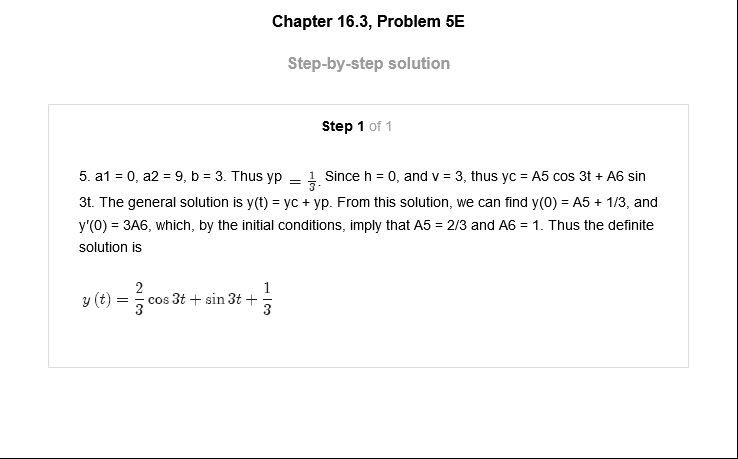 Chapter 16.3, Problem 5E
Step-by-step solution
Step 1 of 1
5. a1 = 0, a2 = 9, b = 3. Thus yp = 1/3. Since h = 0, and v = 3, thus yc = A5 cos 3t + A6 sin
3t. The general solution is y(t) = yc + yp. From this solution, we can find y(0) = A5 + 1/3, and
y'(0) = 3A6, which, by the initial conditions, imply that A5 = 2/3 and A6 = 1. Thus the definite
solution is
y (t) = 2/3 cos 3t + sin 3t + 1/3